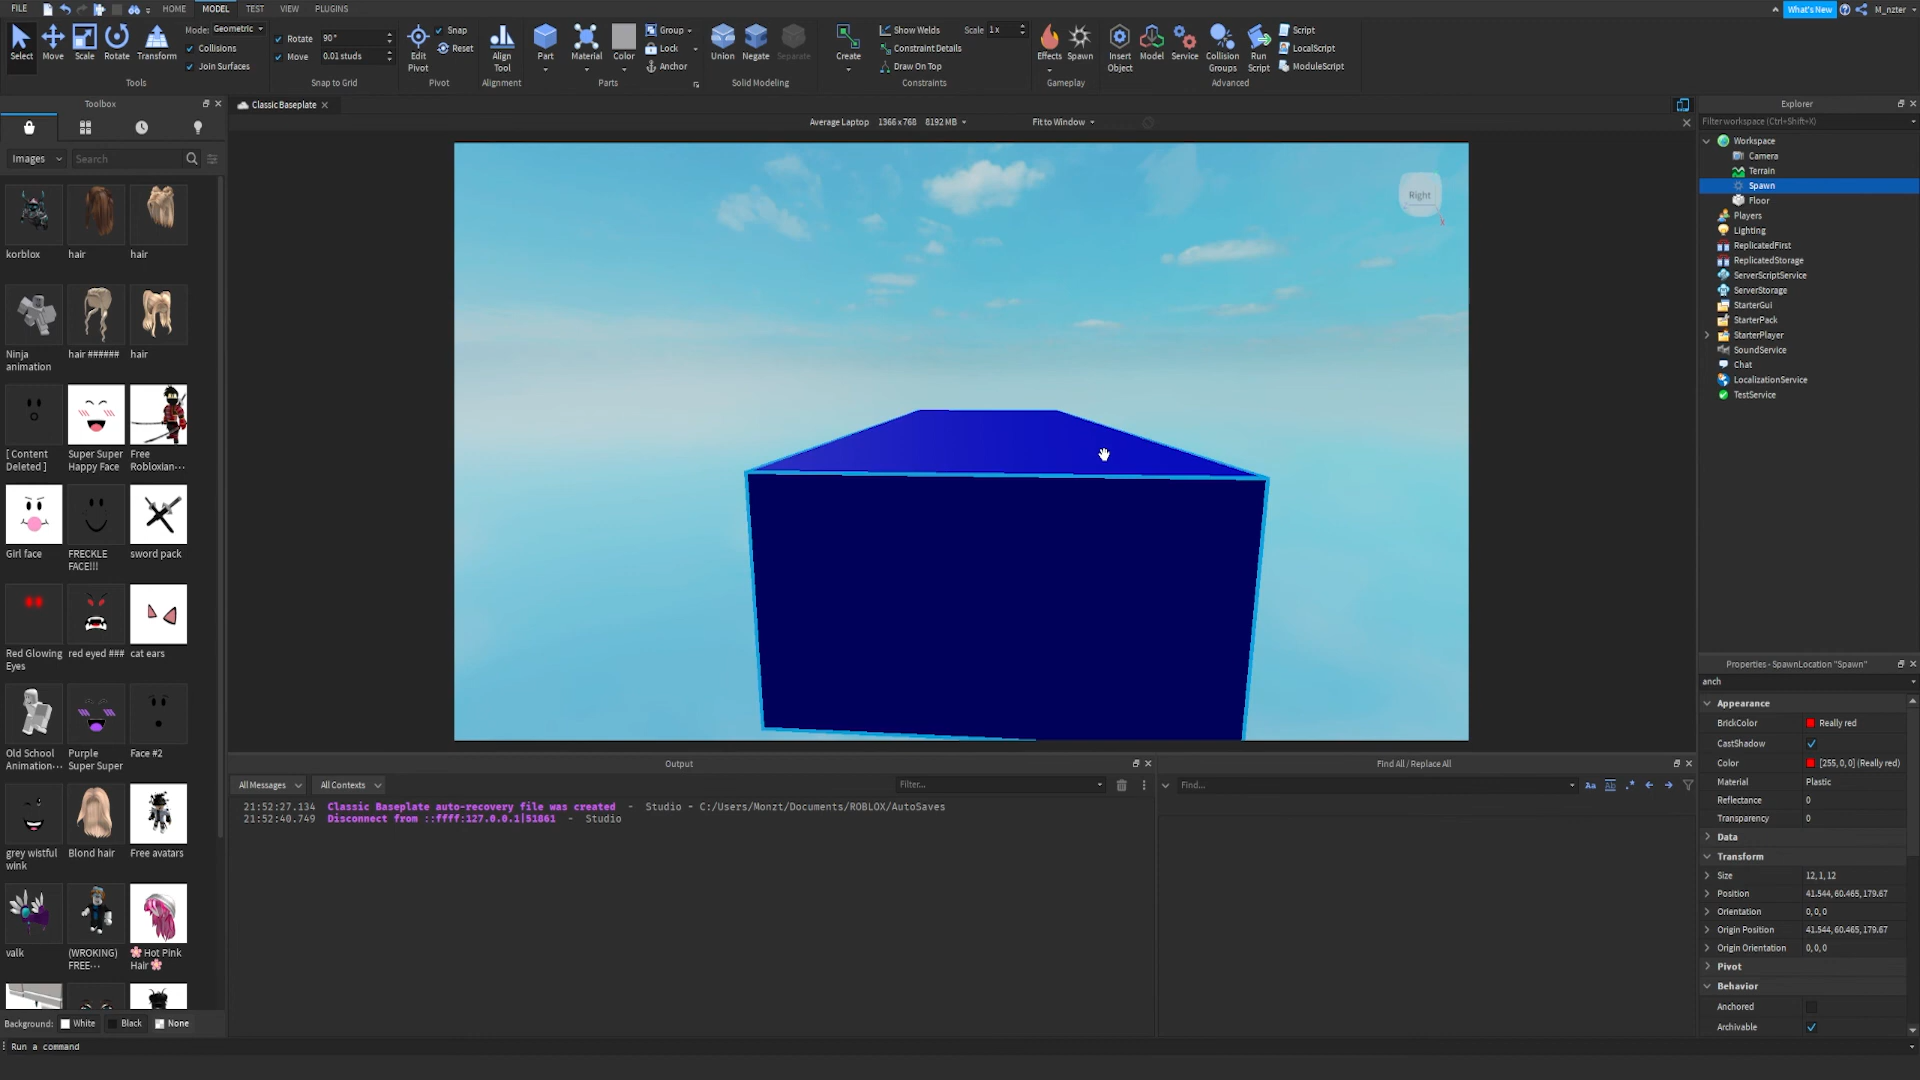 FILE
HOME
MODEL
TEST
VIEW
PLUGINS
What's New
M_nzter
Select
Move
Scale
Rotate
Transform
Mode: Geometric
Collisions
Join Surfaces
Tools
Rotate 90°
Move 0.01 studs
Snap to Grid
Edit Pivot
Snap
Reset
Pivot
Align Tool
Alignment
Part
Material
Color
Group
Lock
Anchor
Parts
Union
Negate
Separate
Solid Modeling
Create
Show Welds
Scale 1x
Constraint Details
Draw On Top
Constraints
Effects
Spawn
Gameplay
Insert Object
Model
Service
Collision Groups
Run Script
Script
LocalScript
ModuleScript
Advanced
Toolbox
Images
Search
korblox
hair
hair
Ninja animation
hair ######
hair
[ Content Deleted ]
Super Super Happy Face
Free Robloxian···
Girl face
FRECKLE FACE!!!
sword pack
Red Glowing Eyes
red eyed ###
cat ears
Old School Animation···
Purple Super Super
Face #2
grey wistful wink
Blond hair
Free avatars
valk
(WROKING) FREE···
🌸Hot Pink Hair🌸
Background: White Black None
Run a command
Classic Baseplate
Average Laptop 1366x768 8192 MB
Fit to Window
Right
X
Output
All Messages
All Contexts
Filter...
21:52:27.134 Classic Baseplate auto-recovery file was created - Studio - C:/Users/Monzt/Documents/ROBLOX/AutoSaves
21:52:40.749 Disconnect from ::ffff:127.0.0.1|51861 - Studio
Find All / Replace All
Find...
Aa
Ab
Explorer
Filter workspace (Ctrl+Shift+X)
Workspace
Camera
Terrain
Spawn
Floor
Players
Lighting
ReplicatedFirst
ReplicatedStorage
ServerScriptService
ServerStorage
StarterGui
StarterPack
StarterPlayer
SoundService
Chat
LocalizationService
TestService
Properties - SpawnLocation "Spawn"
anch
Appearance
BrickColor Really red
CastShadow
Color [255, 0, 0] (Really red)
Material Plastic
Reflectance 0
Transparency 0
Data
Transform
Size 12, 1, 12
Position 41.544, 60.465, 179.67
Orientation 0, 0, 0
Origin Position 41.544, 60.465, 179.67
Origin Orientation 0, 0, 0
Pivot
Behavior
Anchored
Archivable